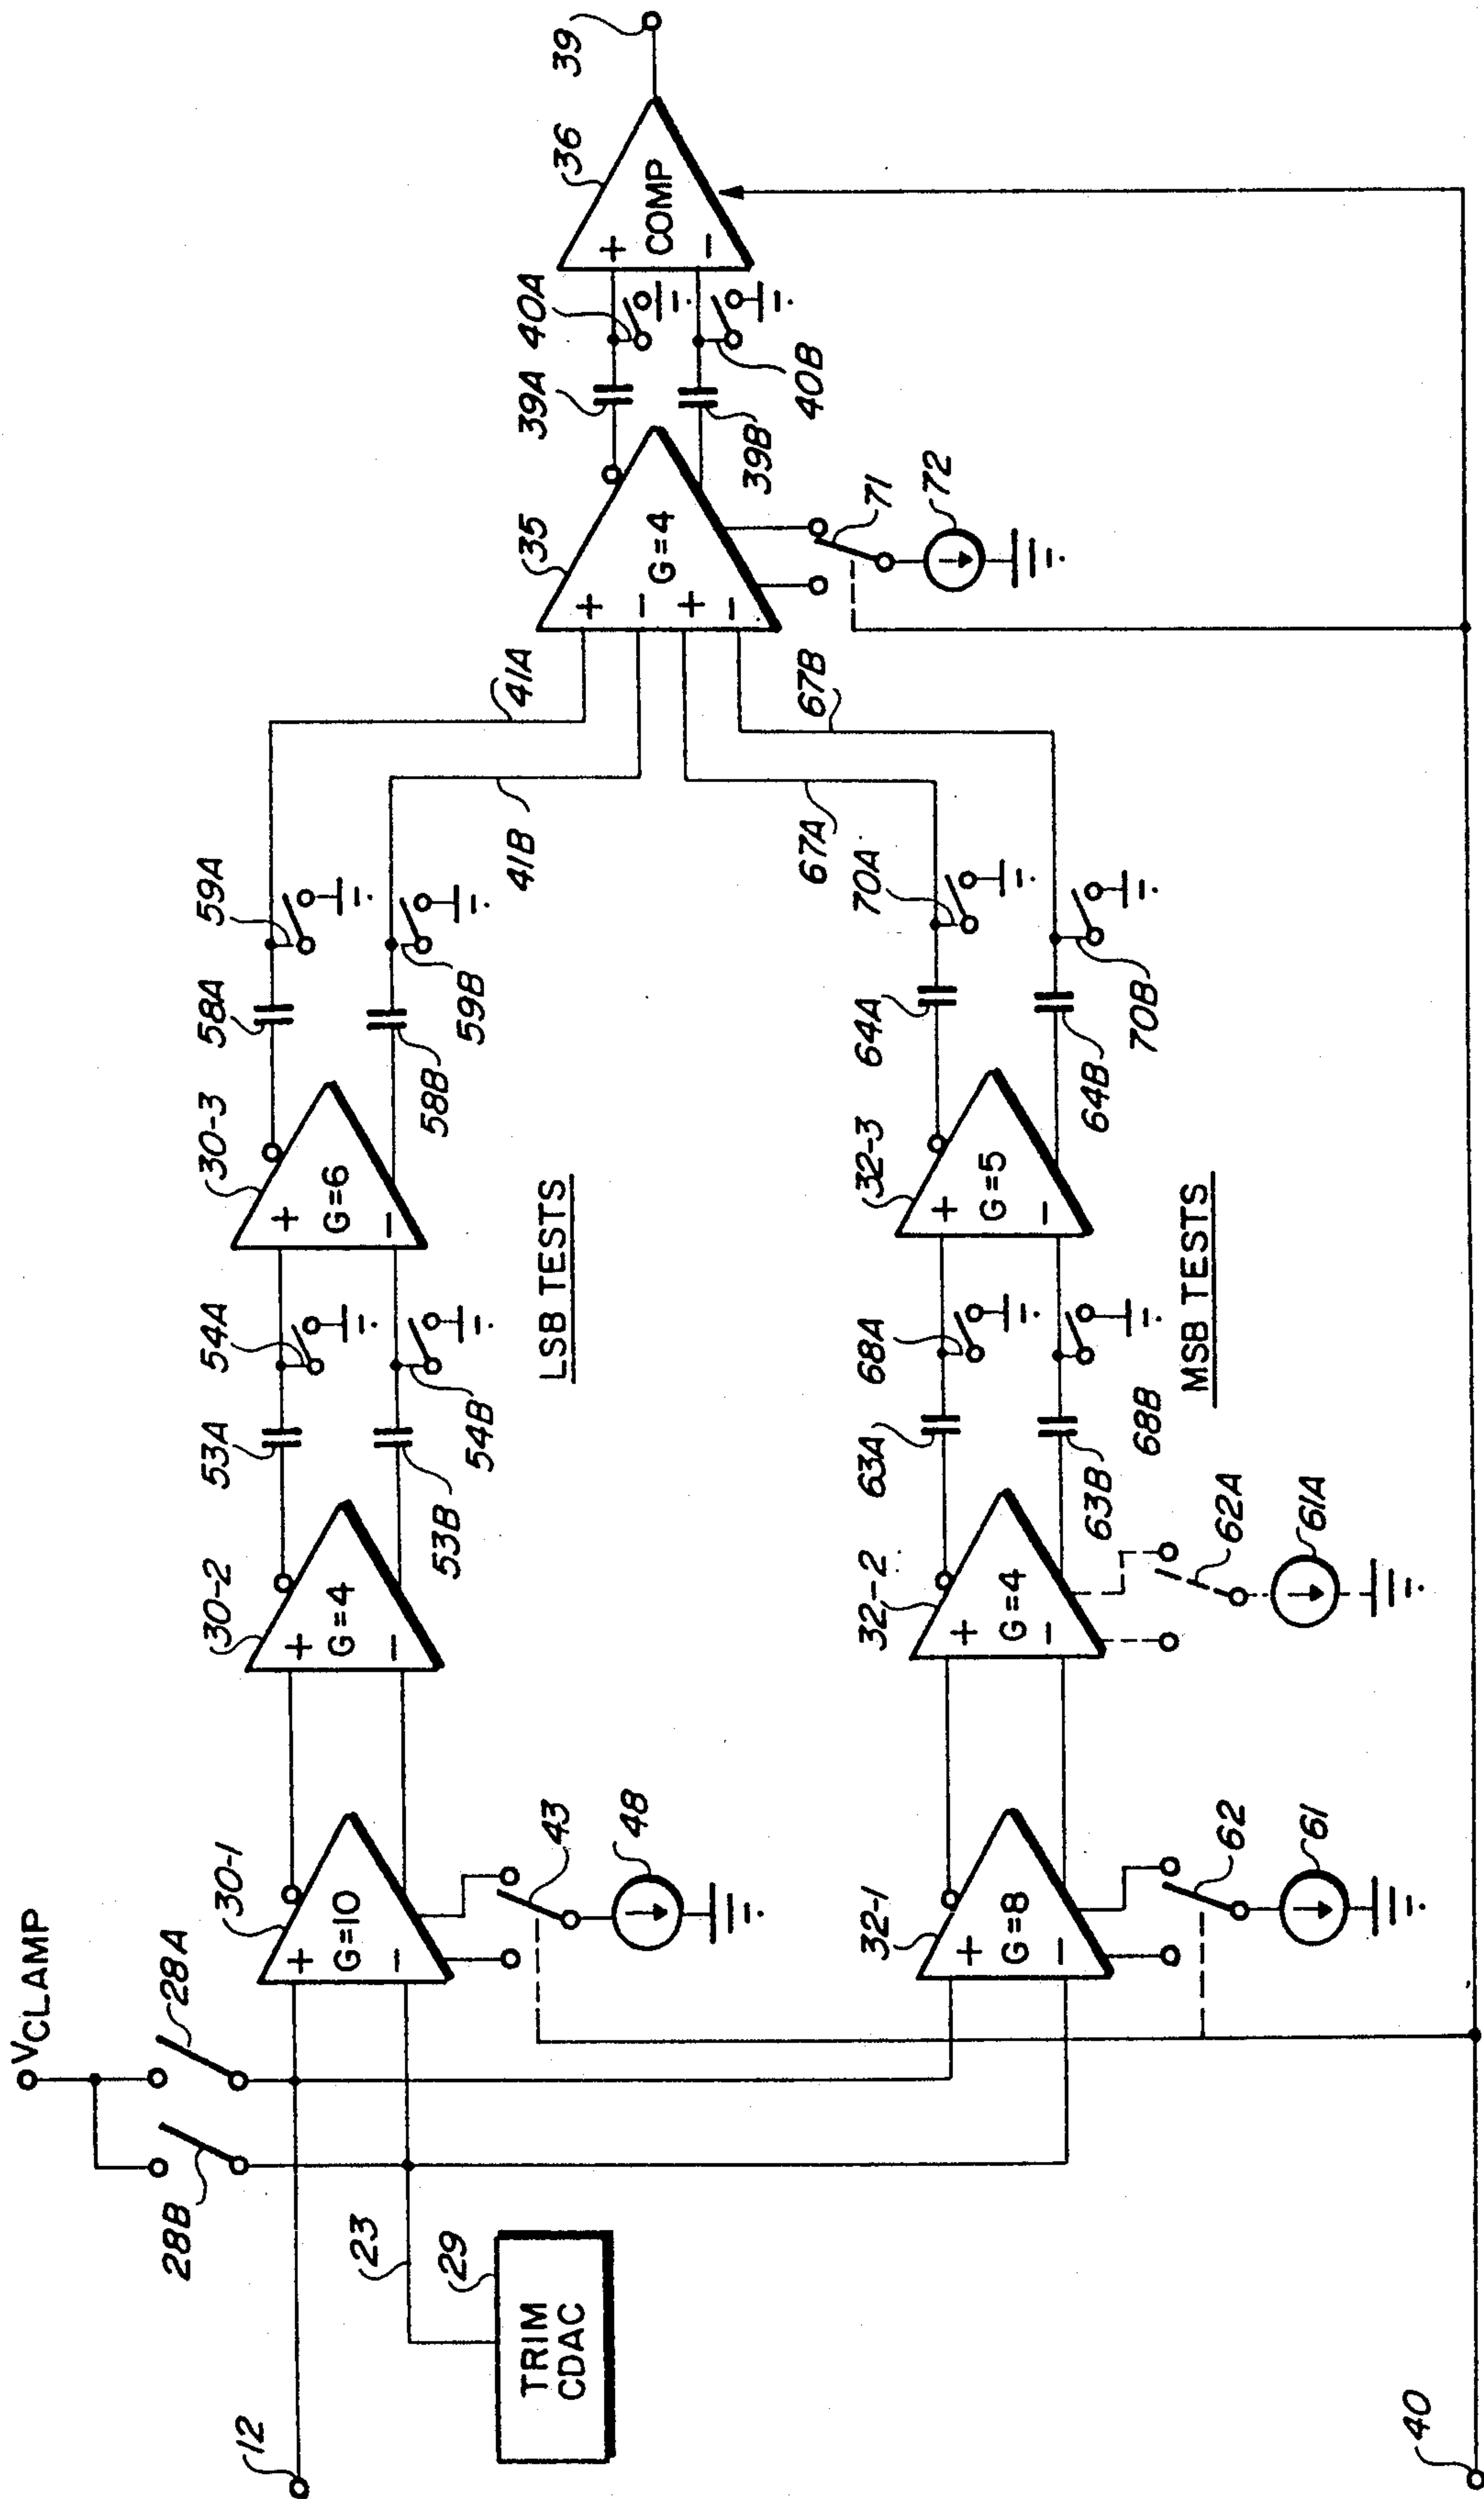 VCLAMP
28B
28A
12
23
29
TRIM
CDAC
30-1
+
G=10
−
43
48
30-2
+
G=4
−
53A
54A
53B
54B
30-3
+
G=6
−
58A
59A
58B
59B
LSB TESTS
41A
41B
32-1
+
G=8
−
62
61
32-2
+
G=4
−
62A
61A
63A
68A
63B
68B
32-3
+
G=5
−
64A
70A
64B
70B
MSB TESTS
67A
67B
35
+
−
G=4
+
−
71
72
39A
40A
39B
40B
36
+
COMP
−
39
40